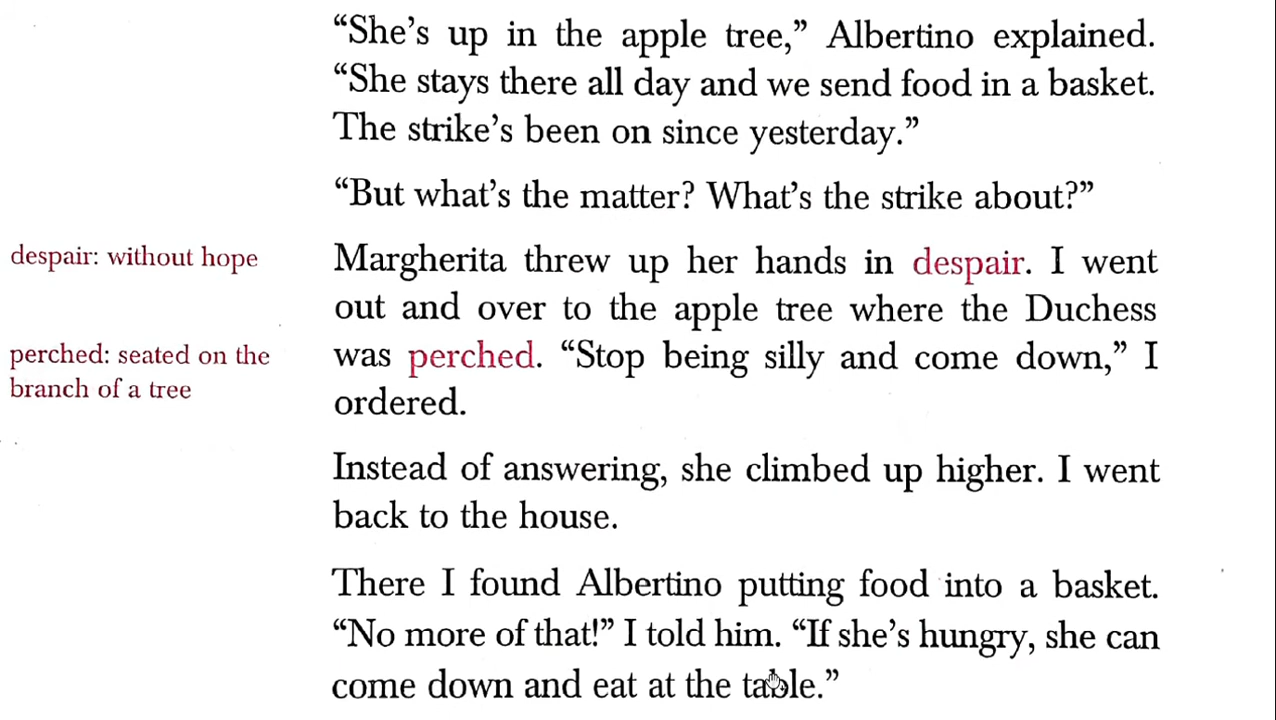 “She’s up in the apple tree,” Albertino explained.
“She stays there all day and we send food in a basket.
The strike’s been on since yesterday.”
“But what’s the matter? What’s the strike about?”
despair: without hope
Margherita threw up her hands in despair. I went
out and over to the apple tree where the Duchess
perched: seated on the
branch of a tree
was perched. “Stop being silly and come down,” I
ordered.
Instead of answering, she climbed up higher. I went
back to the house.
There I found Albertino putting food into a basket.
“No more of that!” I told him. “If she’s hungry, she can
come down and eat at the table.”